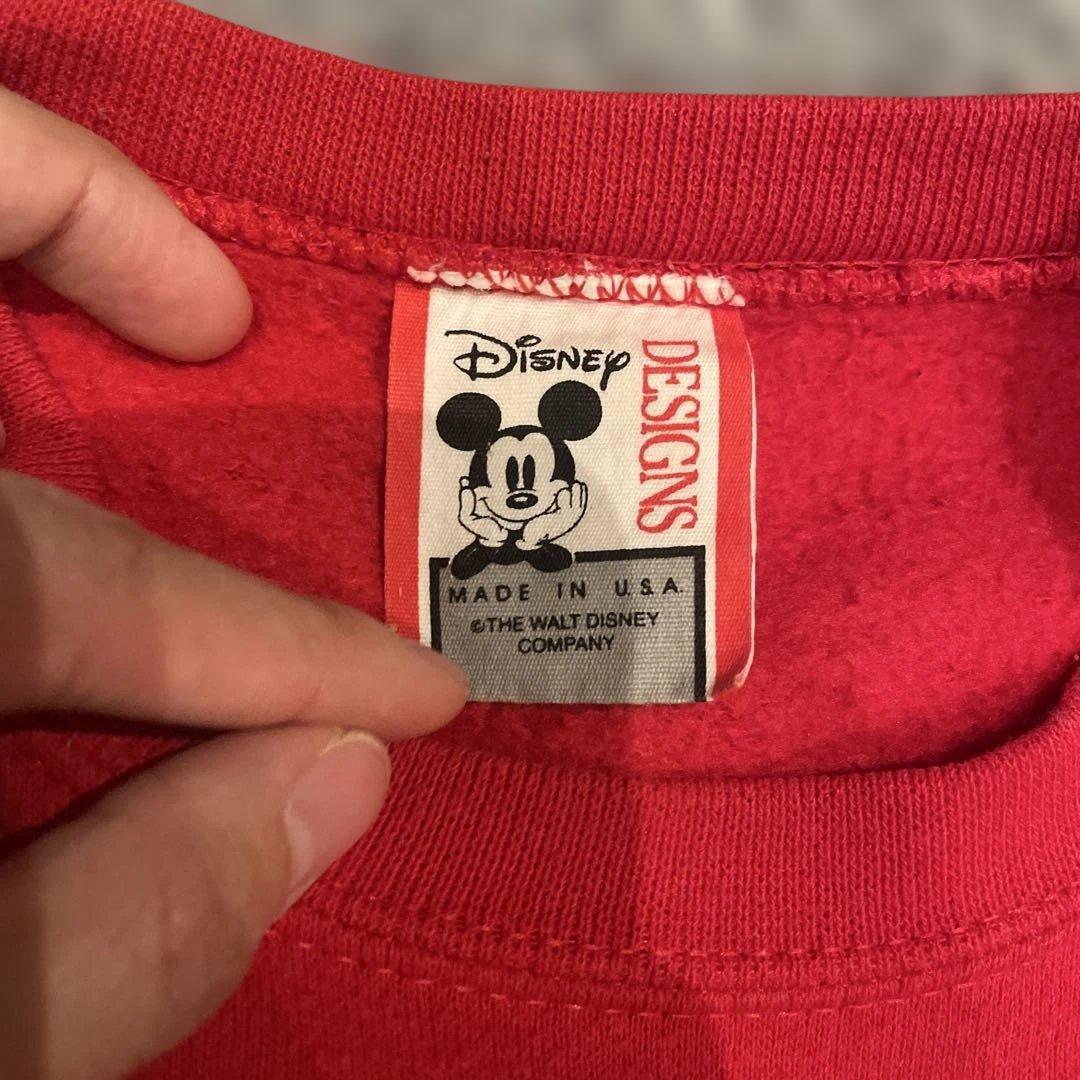 Disney
DESIGNS
MADE IN U.S.A.
©THE WALT DISNEY
COMPANY